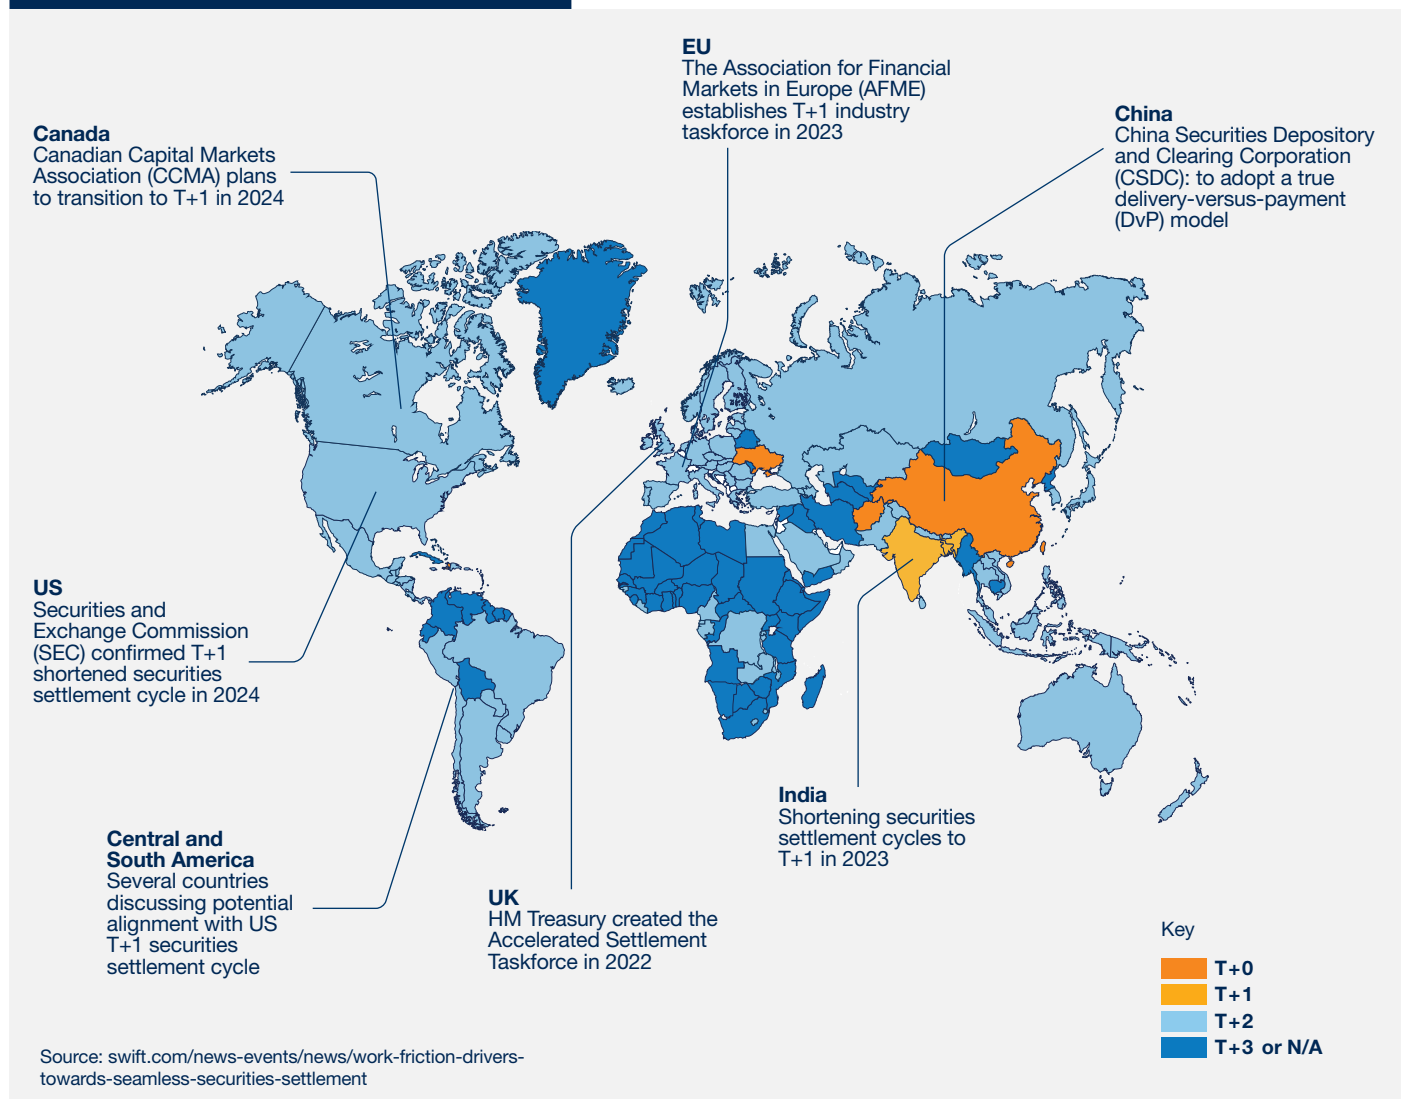 EU
The Association for Financial
Markets in Europe (AFME)
establishes T+1 industry
taskforce in 2023
China
China Securities Depository
and Clearing Corporation
(CSDC): to adopt a true
delivery-versus-payment
(DvP) model
Canada
Canadian Capital Markets
Association (CCMA) plans
to transition to T+1 in 2024
US
Securities and
Exchange Commission
(SEC) confirmed T+1
shortened securities
settlement cycle in 2024
India
Shortening securities
settlement cycles to
T+1 in 2023
Central and
South America
Several countries
discussing potential
alignment with US
T+1 securities
settlement cycle
UK
HM Treasury created the
Accelerated Settlement
Taskforce in 2022
Key
T+0
T+1
T+2
T+3 or N/A
Source: swift.com/news-events/news/work-friction-drivers-
towards-seamless-securities-settlement